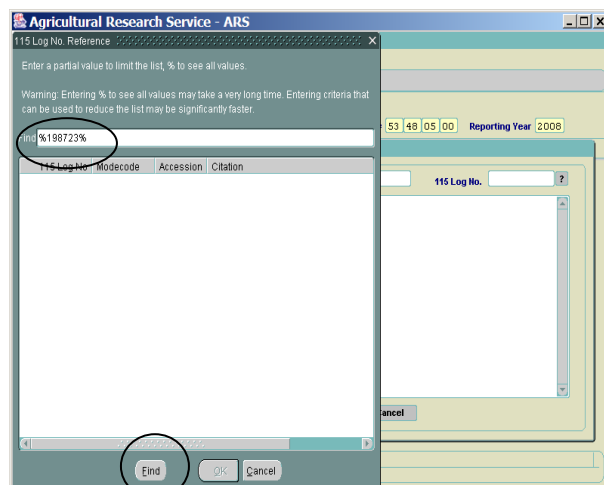 Agricultural Research Service - ARS
115 Log No. Reference
Enter a partial value to limit the list, % to see all values.
Warning: Entering % to see all values may take a very long time. Entering criteria that
can be used to reduce the list may be significantly faster.
Find %198723%
53 48 05 00 Reporting Year 2008
115 Log No Modecode Accession Citation
115 Log No. ?
Find OK Cancel
ancel